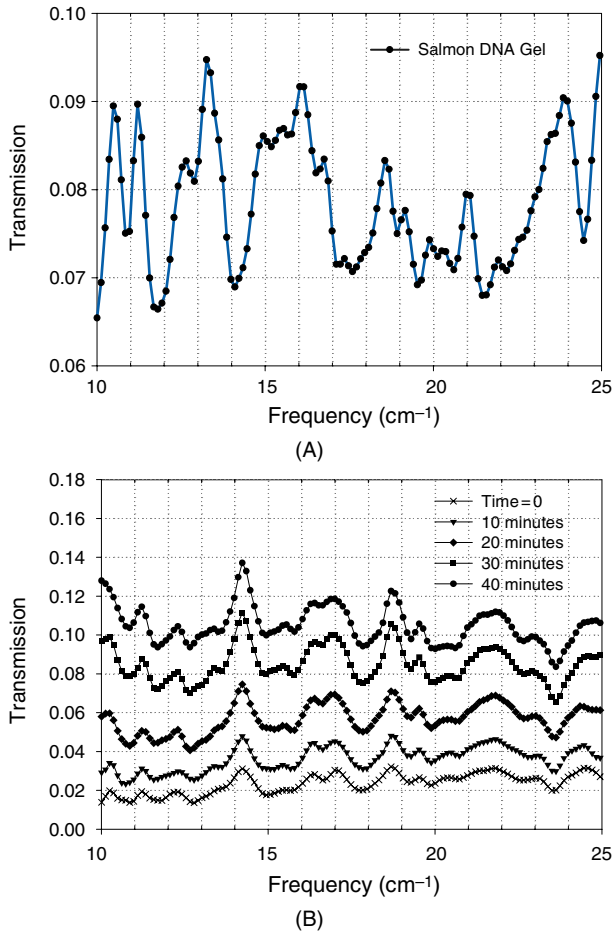 0.10
0.09
0.08
0.07
0.06
Transmission
Salmon DNA Gel
10 15 20 25
Frequency (cm–1)
(A)
0.18
0.16
0.14
0.12
0.10
0.08
0.06
0.04
0.02
0.00
Transmission
Time=0
10 minutes
20 minutes
30 minutes
40 minutes
10 15 20 25
Frequency (cm–1)
(B)